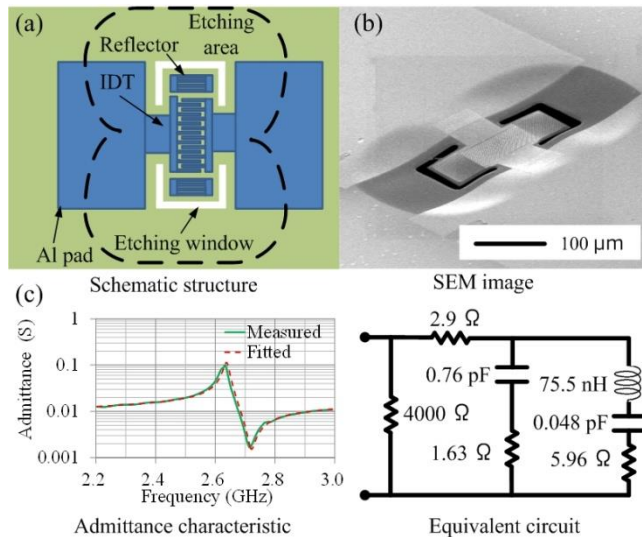 (a)
Etching
area
Reflector
IDT
Al pad
Etching window
Schematic structure
(b)
100 μm
SEM image
(c)
Admittance (S)
1
0.1
0.01
0.001
Measured
Fitted
2.2 2.4 2.6 2.8 3.0
Frequency (GHz)
Admittance characteristic
2.9 Ω
0.76 pF
75.5 nH
4000 Ω
0.048 pF
1.63 Ω
5.96 Ω
Equivalent circuit